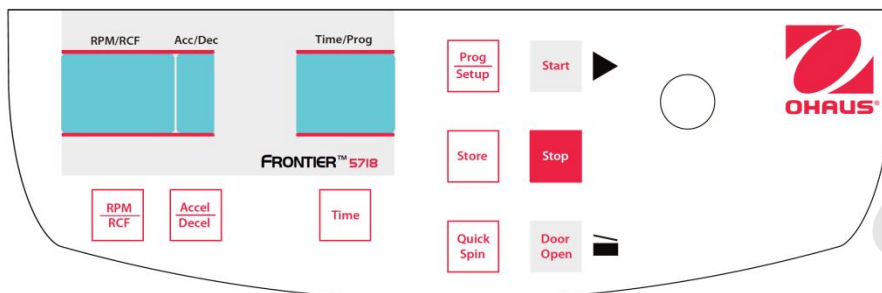 RPM/RCF Acc/Dec Time/Prog
Prog
Setup
Start
OHAUS®
Store
Stop
FRONTIER™ 5718
RPM
RCF
Accel
Decel
Time
Quick
Spin
Door
Open